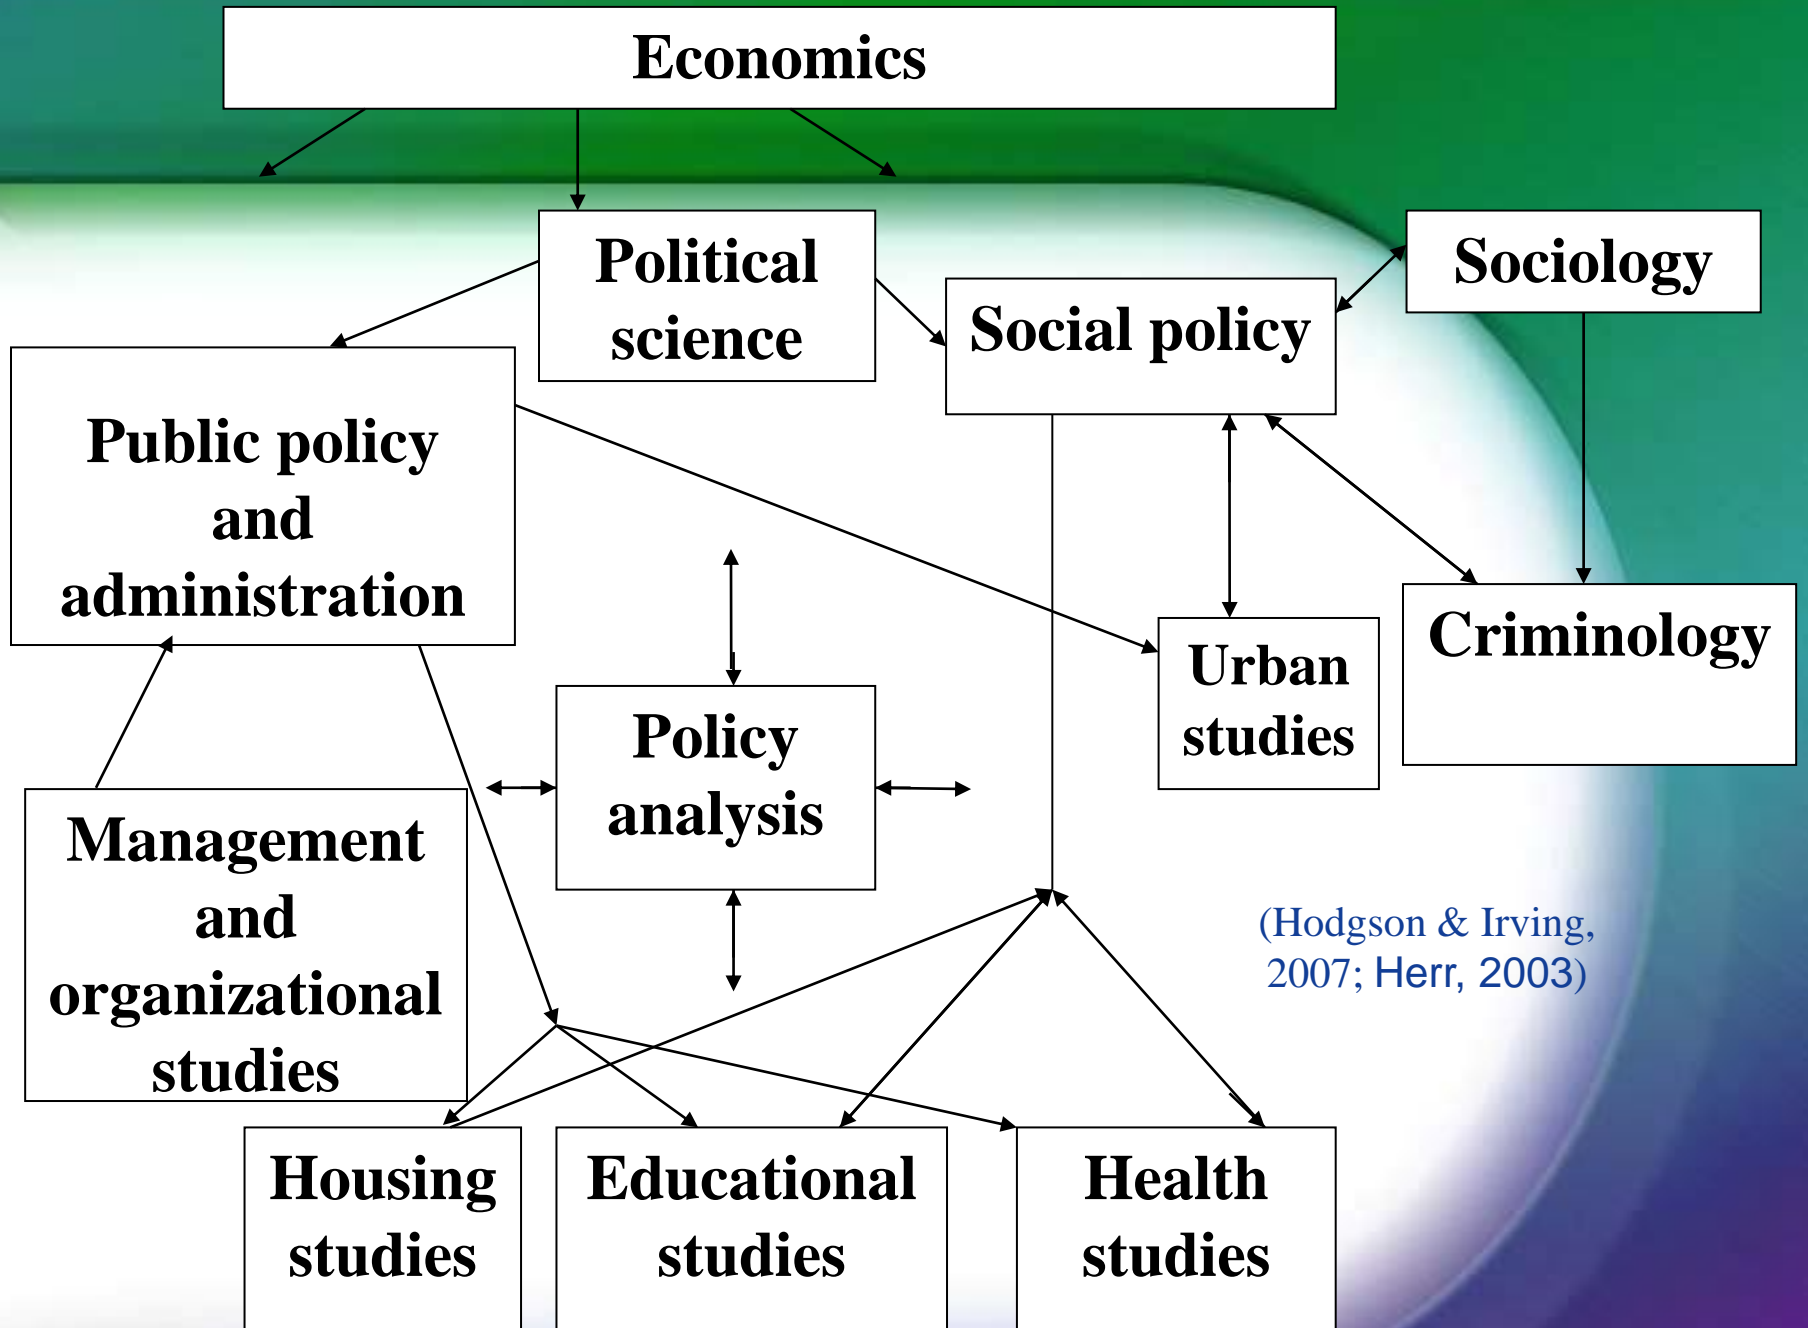 Economics
Political
science
Sociology
Social policy
Public policy
and
administration
Urban
studies
Criminology
Policy
analysis
Management
and
organizational
studies
(Hodgson & Irving,
2007; Herr, 2003)
Housing
studies
Educational
studies
Health
studies